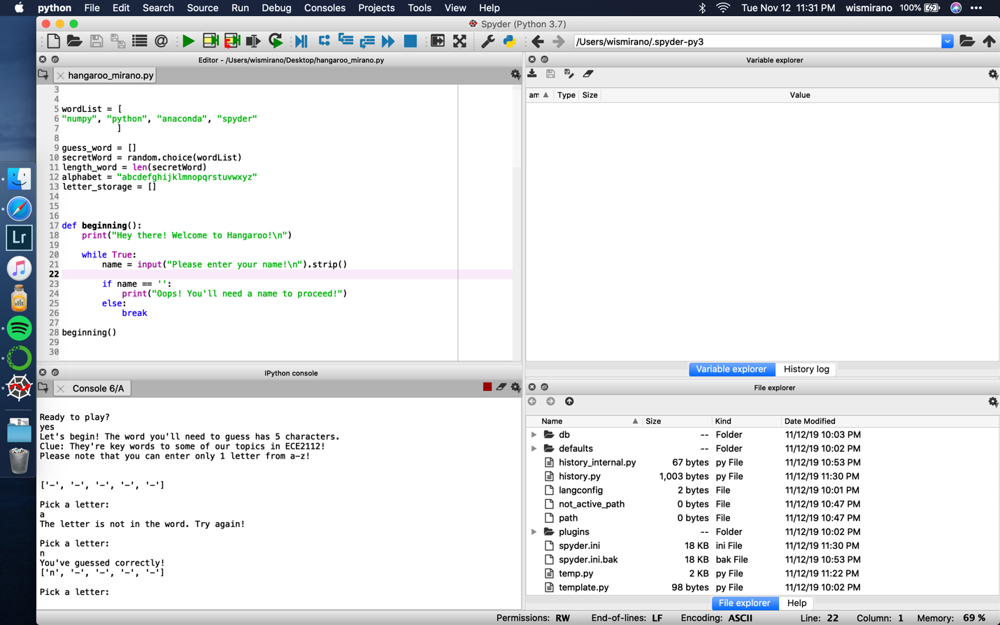 python File Edit Search Source Run Debug Consoles Projects Tools View Help Tue Nov 12 11:31 PM wismirano 100%
Spyder (Python 3.7)
/Users/wismirano/.spyder-py3
Editor - /Users/wismirano/Desktop/hangaroo_mirano.py
hangaroo_mirano.py
3
4
5 wordList = [
6 "numpy", "python", "anaconda", "spyder"
7 ]
8
9 guess_word = []
10 secretWord = random.choice(wordList)
11 length_word = len(secretWord)
12 alphabet = "abcdefghijklmnopqrstuvwxyz"
13 letter_storage = []
14
15
16
17 def beginning():
18 print("Hey there! Welcome to Hangaroo!\n")
19
20 while True:
21 name = input("Please enter your name!\n").strip()
22
23 if name == '':
24 print("Oops! You'll need a name to proceed!")
25 else:
26 break
27
28 beginning()
29
30
IPython console
Console 6/A
Ready to play?
yes
Let's begin! The word you'll need to guess has 5 characters.
Clue: They're key words to some of our topics in ECE2112!
Please note that you can enter only 1 letter from a-z!
['-', '-', '-', '-', '-']
Pick a letter:
a
The letter is not in the word. Try again!
Pick a letter:
n
You've guessed correctly!
['n', '-', '-', '-', '-']
Pick a letter:
Variable explorer
am Type Size Value
Variable explorer History log
File explorer
Name Size Kind Date Modified
db -- Folder 11/12/19 10:03 PM
defaults -- Folder 11/12/19 10:02 PM
history_internal.py 67 bytes py File 11/12/19 10:53 PM
history.py 1,003 bytes py File 11/12/19 11:30 PM
langconfig 2 bytes File 11/12/19 10:01 PM
not_active_path 0 bytes File 11/12/19 10:47 PM
path 0 bytes File 11/12/19 10:47 PM
plugins -- Folder 11/12/19 10:02 PM
spyder.ini 18 KB ini File 11/12/19 11:30 PM
spyder.ini.bak 18 KB bak File 11/12/19 10:53 PM
temp.py 2 KB py File 11/12/19 11:22 PM
template.py 98 bytes py File 11/12/19 10:02 PM
File explorer Help
Permissions: RW End-of-lines: LF Encoding: ASCII Line: 22 Column: 1 Memory: 69 %
Lr